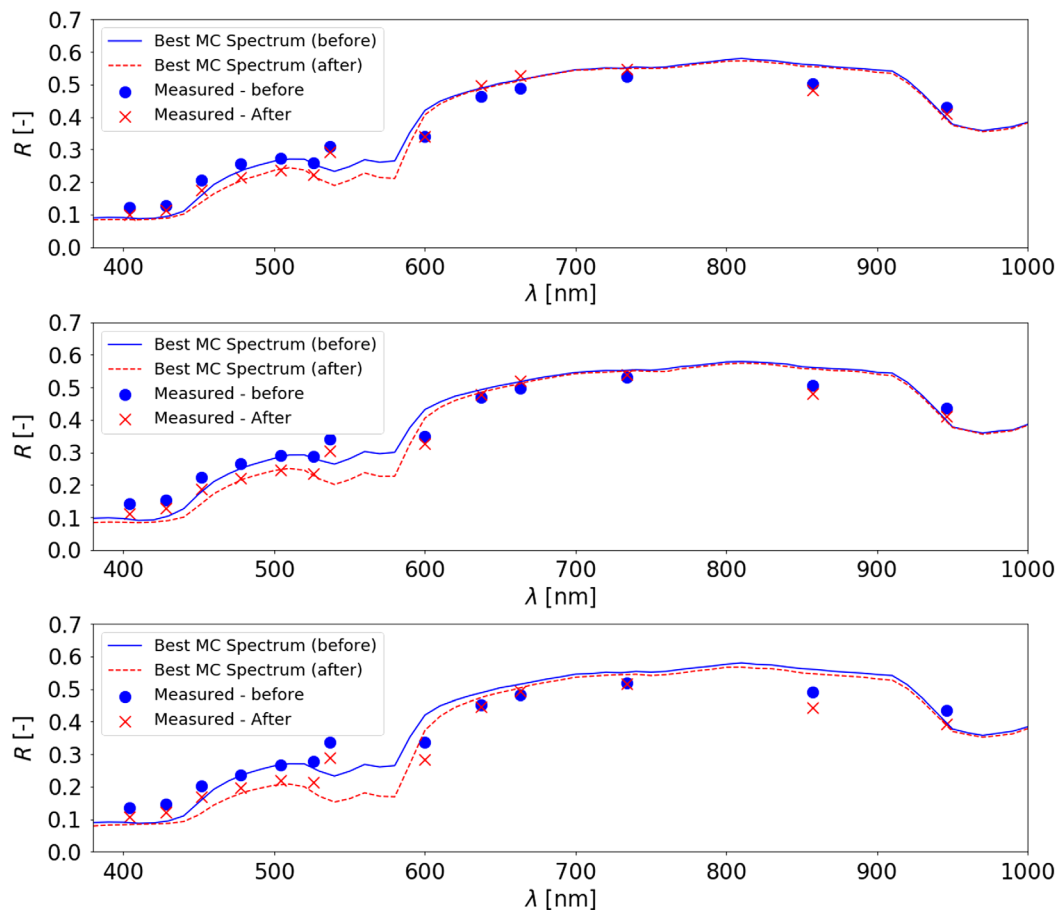 0.7
0.6
0.5
0.4
0.3
0.2
0.1
0.0
R [-]
Best MC Spectrum (before)
Best MC Spectrum (after)
Measured - before
Measured - After
400 500 600 700 800 900 1000
λ [nm]
0.7
0.6
0.5
0.4
0.3
0.2
0.1
0.0
R [-]
Best MC Spectrum (before)
Best MC Spectrum (after)
Measured - before
Measured - After
400 500 600 700 800 900 1000
λ [nm]
0.7
0.6
0.5
0.4
0.3
0.2
0.1
0.0
R [-]
Best MC Spectrum (before)
Best MC Spectrum (after)
Measured - before
Measured - After
400 500 600 700 800 900 1000
λ [nm]